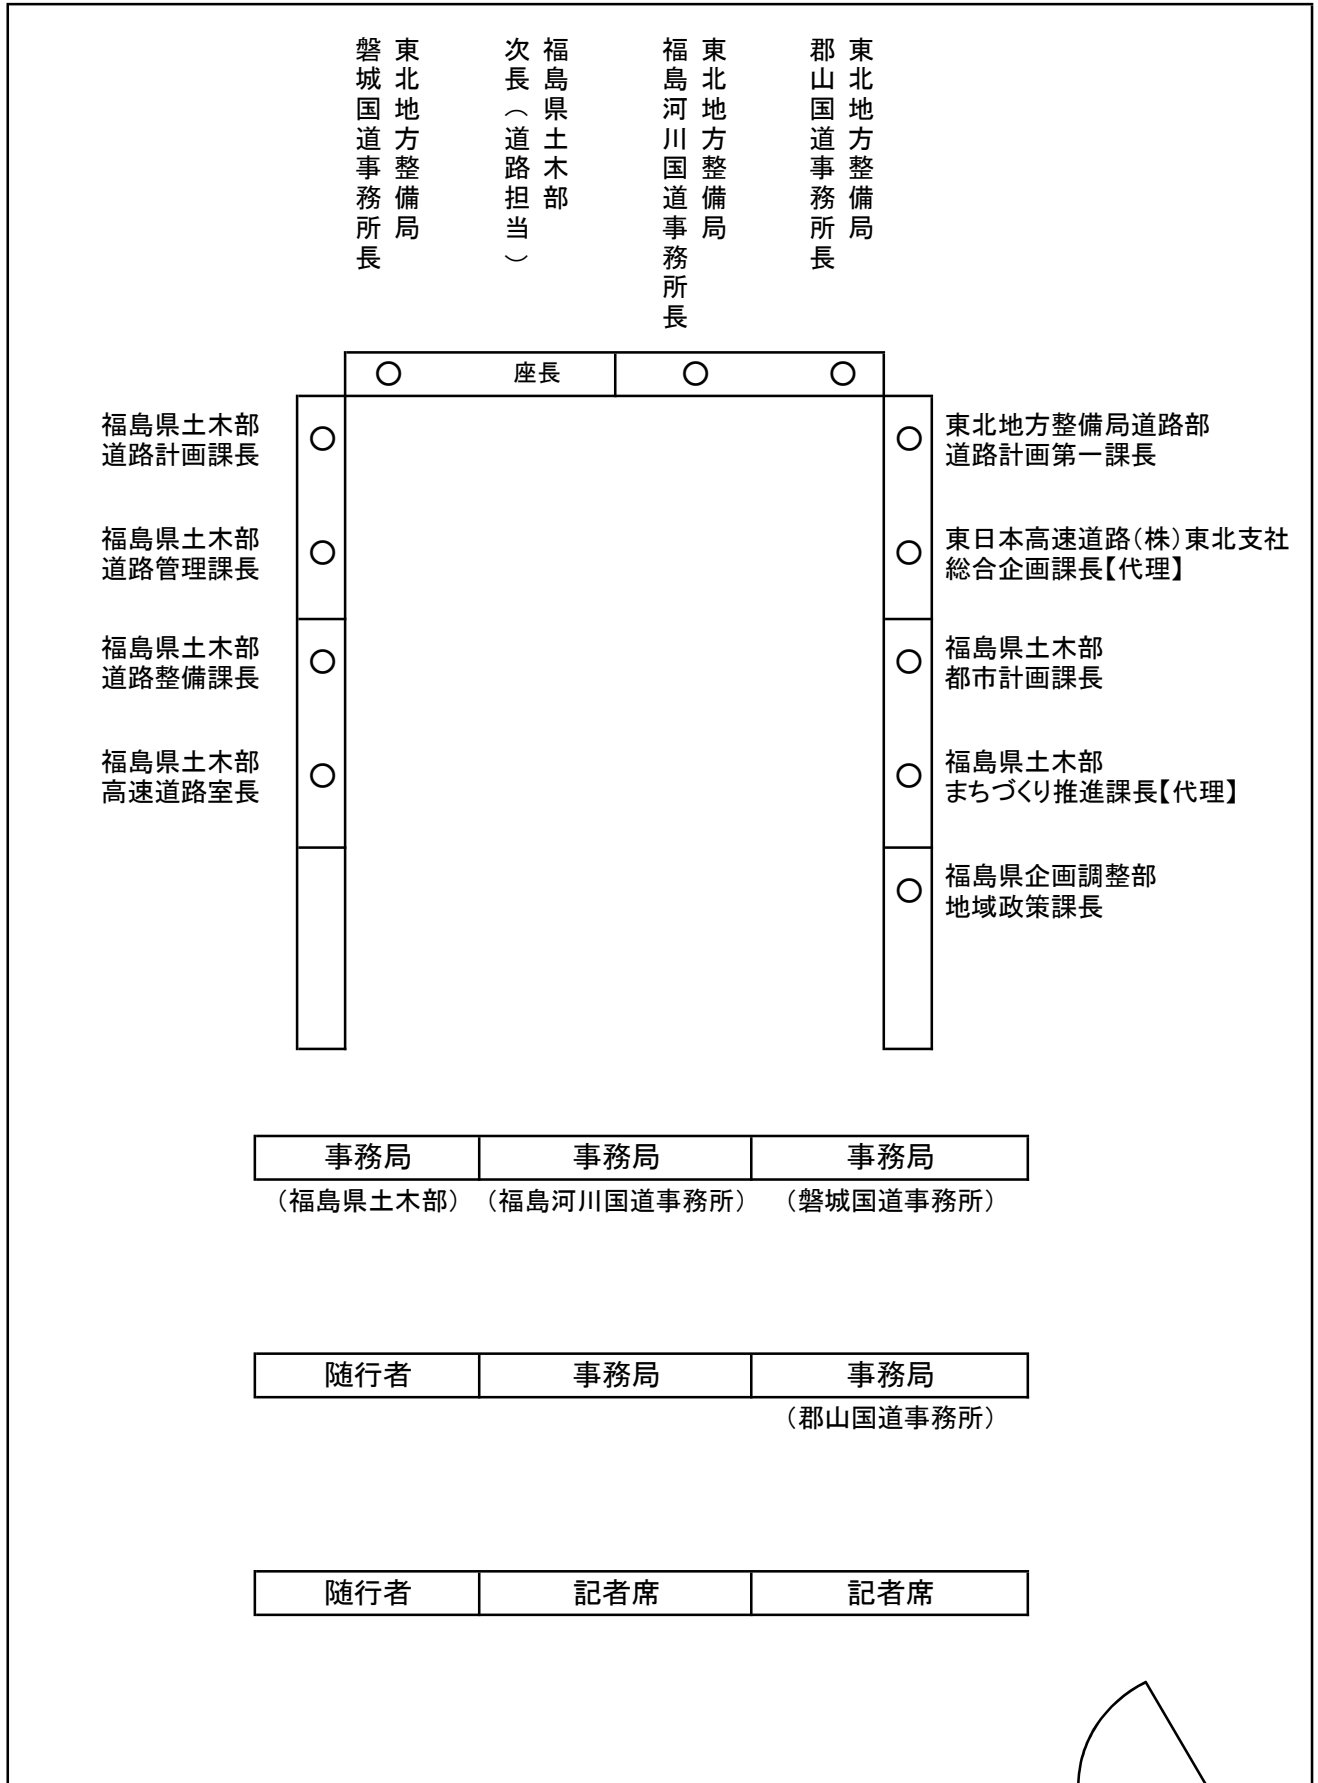 東北地方整備局
郡山国道事務所長
東北地方整備局
福島河川国道事務所長
福島県土木部
次長（道路担当）
東北地方整備局
磐城国道事務所長
○ 座長 ○ ○
福島県土木部
道路計画課長
○
福島県土木部
道路管理課長
○
福島県土木部
道路整備課長
○
福島県土木部
高速道路室長
○
○
東北地方整備局道路部
道路計画第一課長
○
東日本高速道路（株）東北支社
総合企画課長【代理】
○
福島県土木部
都市計画課長
○
福島県土木部
まちづくり推進課長【代理】
○
福島県企画調整部
地域政策課長
事務局 事務局 事務局
（福島県土木部） （福島河川国道事務所） （磐城国道事務所）
随行者 事務局 事務局
（郡山国道事務所）
随行者 記者席 記者席